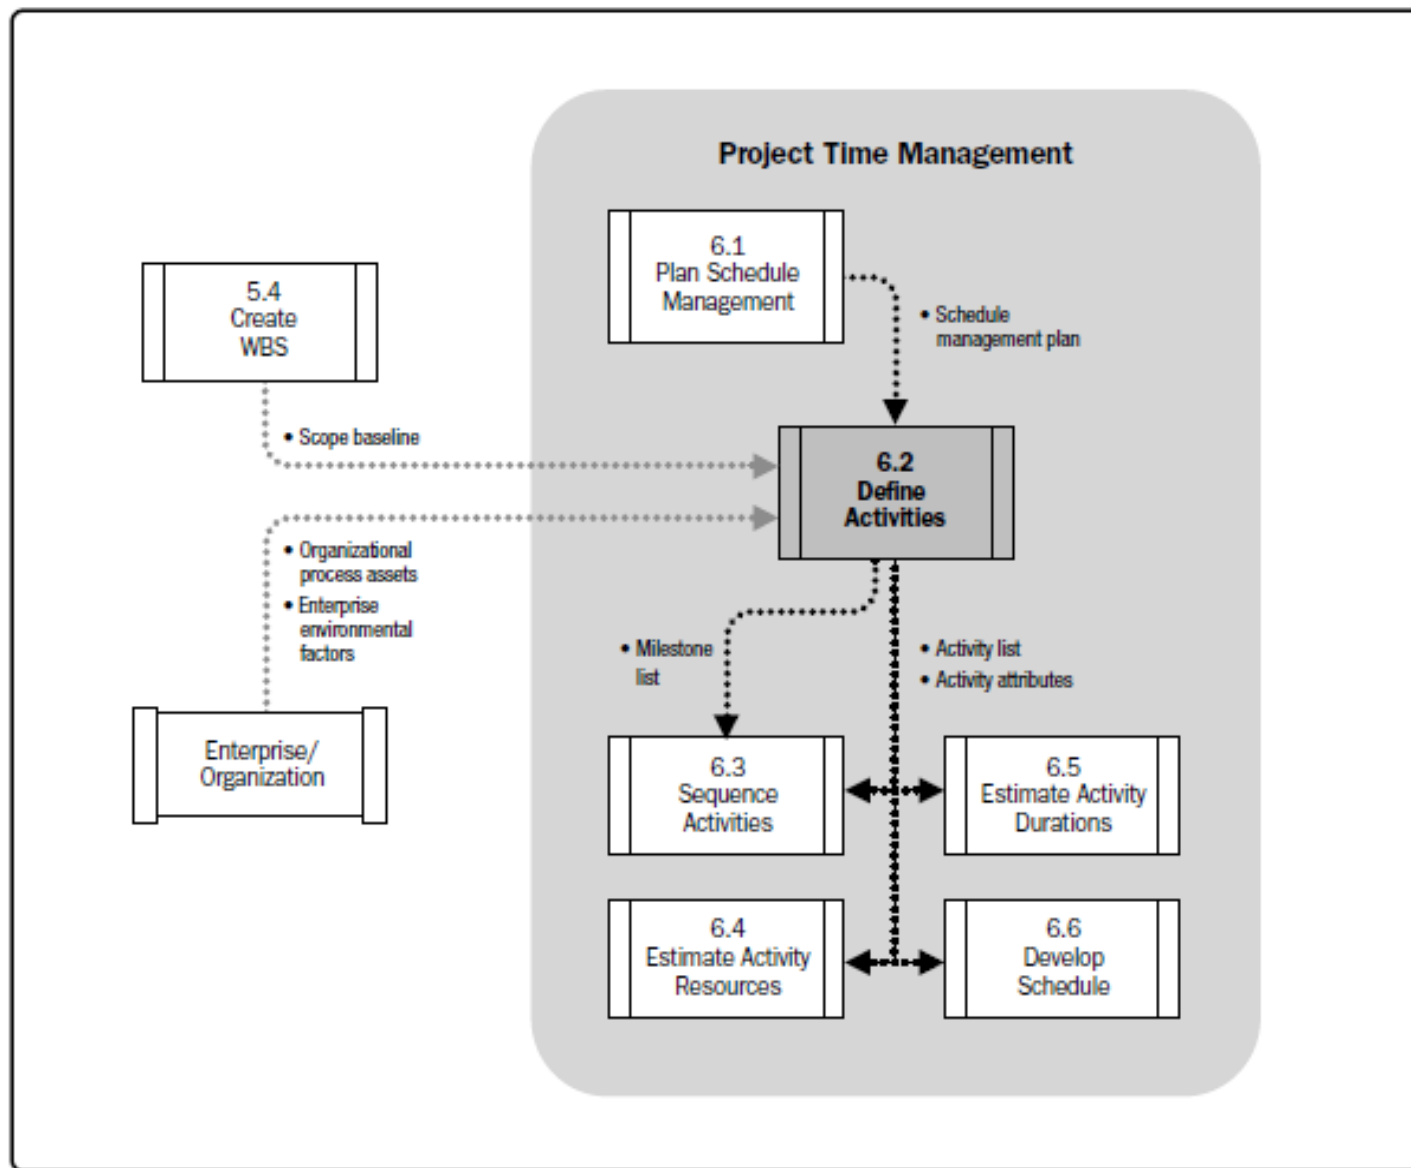 Project Time Management
6.1
Plan Schedule
Management
5.4
Create
WBS
• Schedule
management plan
• Scope baseline
6.2
Define
Activities
• Organizational
process assets
• Enterprise
environmental
factors
• Milestone
list
• Activity list
• Activity attributes
Enterprise/
Organization
6.3
Sequence
Activities
6.5
Estimate Activity
Durations
6.4
Estimate Activity
Resources
6.6
Develop
Schedule